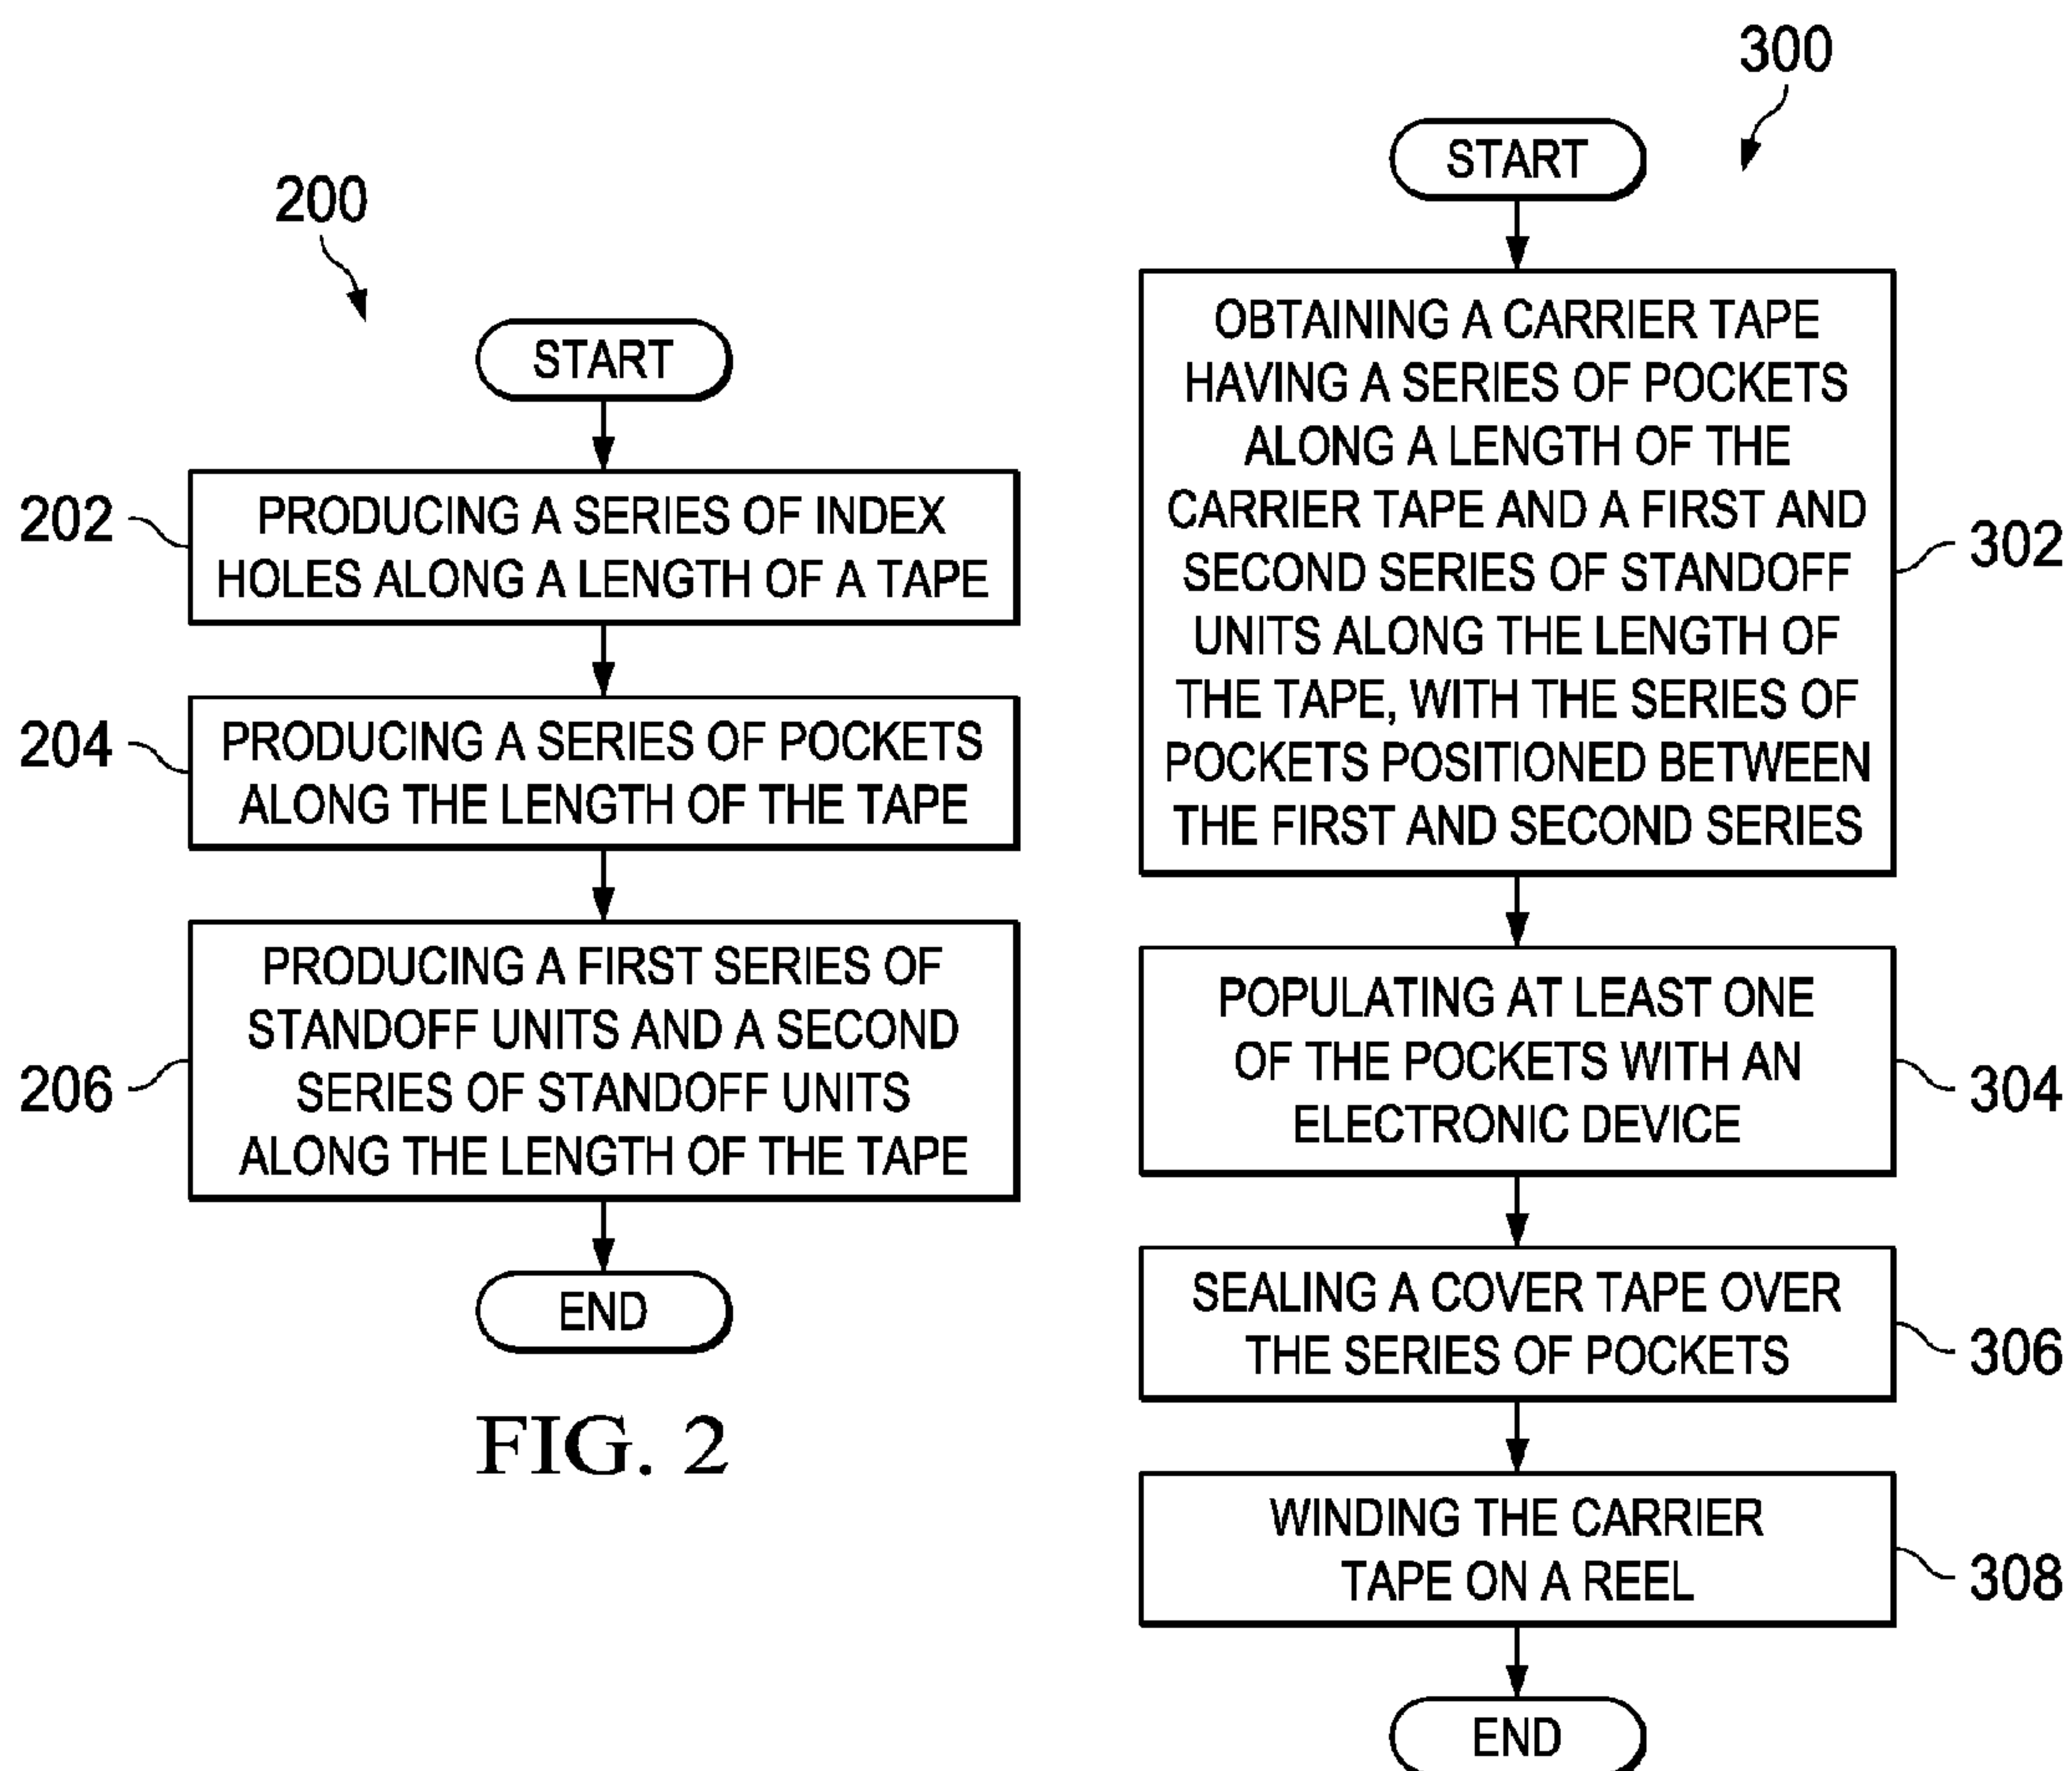 200
START
202
PRODUCING A SERIES OF INDEX
HOLES ALONG A LENGTH OF A TAPE
204
PRODUCING A SERIES OF POCKETS
ALONG THE LENGTH OF THE TAPE
206
PRODUCING A FIRST SERIES OF
STANDOFF UNITS AND A SECOND
SERIES OF STANDOFF UNITS
ALONG THE LENGTH OF THE TAPE
END
FIG. 2
300
START
OBTAINING A CARRIER TAPE
HAVING A SERIES OF POCKETS
ALONG A LENGTH OF THE
CARRIER TAPE AND A FIRST AND
SECOND SERIES OF STANDOFF
UNITS ALONG THE LENGTH OF
THE TAPE, WITH THE SERIES OF
POCKETS POSITIONED BETWEEN
THE FIRST AND SECOND SERIES
302
POPULATING AT LEAST ONE
OF THE POCKETS WITH AN
ELECTRONIC DEVICE
304
SEALING A COVER TAPE OVER
THE SERIES OF POCKETS
306
WINDING THE CARRIER
TAPE ON A REEL
308
END